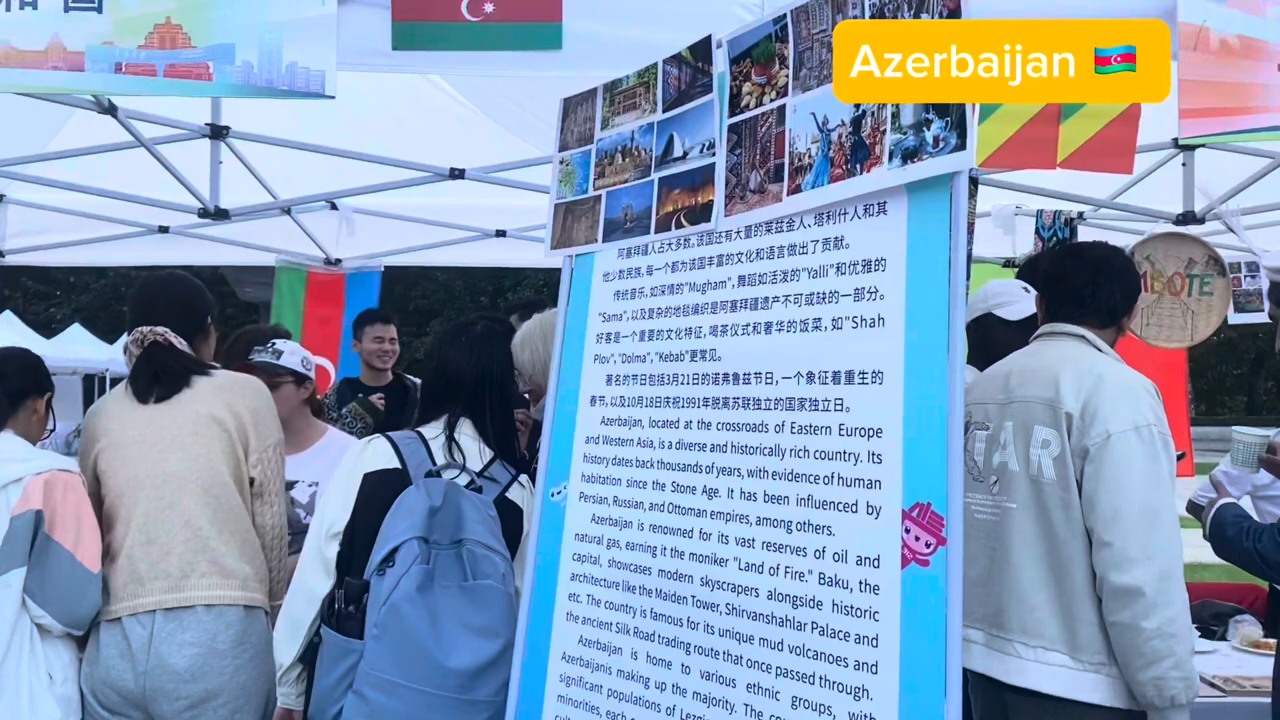 和国
Azerbaijan
阿塞拜疆人占大多数。该国还有大量的莱兹金人、塔利什人和其
他少数民族,每一个都为该国丰富的文化和语言做出了贡献。
传统音乐,如深情的"Mugham",舞蹈如活泼的"Yalli"和优雅的
"Sama",以及复杂的地毯编织是阿塞拜疆遗产不可或缺的一部分。
好客是一个重要的文化特征,喝茶仪式和奢华的饭菜,如"Shah
Plov","Dolma","Kebab"更常见。
著名的节日包括3月21日的诺弗鲁兹节日,一个象征着重生的
春节,以及10月18日庆祝1991年脱离苏联独立的国家独立日。
Azerbaijan, located at the crossroads of Eastern Europe
and Western Asia, is a diverse and historically rich country. Its
history dates back thousands of years, with evidence of human
habitation since the Stone Age. It has been influenced by
Persian, Russian, and Ottoman empires, among others.
Azerbaijan is renowned for its vast reserves of oil and
natural gas, earning it the moniker "Land of Fire." Baku, the
capital, showcases modern skyscrapers alongside historic
architecture like the Maiden Tower, Shirvanshahlar Palace and
etc. The country is famous for its unique mud volcanoes and
the ancient Silk Road trading route that once passed through.
Azerbaijan is home to various ethnic groups, with
Azerbaijanis making up the majority. The
significant populations of
minorities, each
TAR
MBOTE